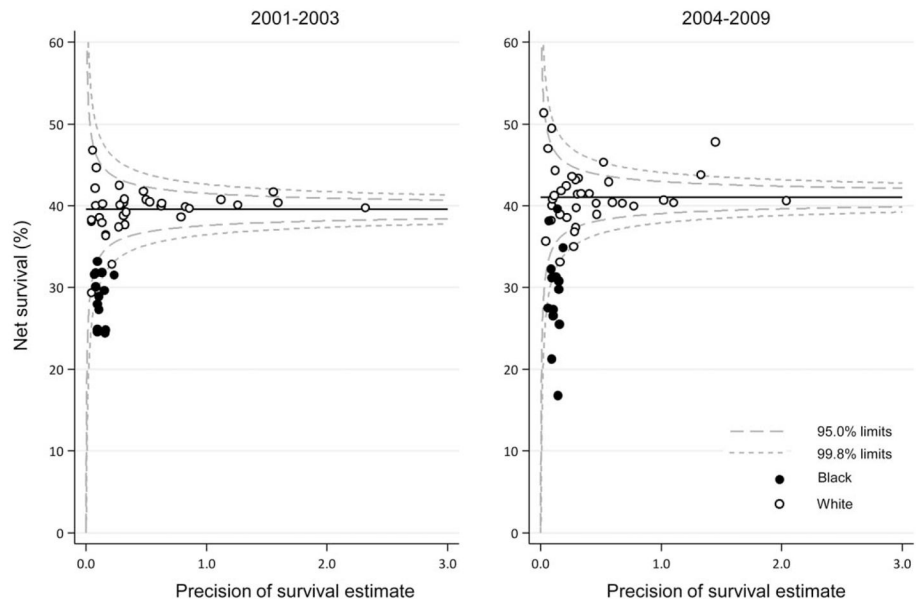 2001-2003
2004-2009
Net survival (%)
60
50
40
30
20
10
0
0.0 1.0 2.0 3.0
Precision of survival estimate
60
50
40
30
20
10
0
95.0% limits
99.8% limits
Black
White
0.0 1.0 2.0 3.0
Precision of survival estimate